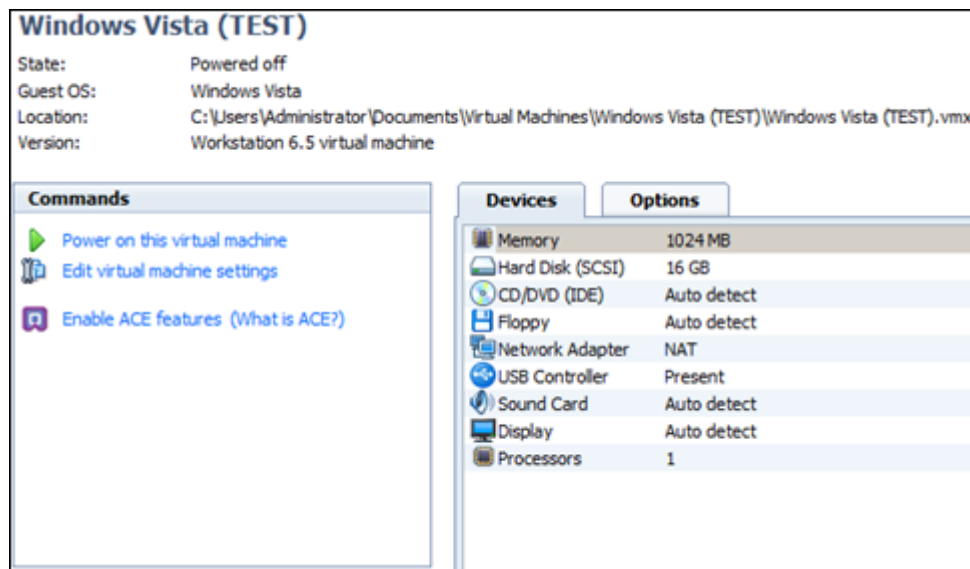 Windows Vista (TEST)
State: Powered off
Guest OS: Windows Vista
Location: C:\Users\Administrator\Documents\Virtual Machines\Windows Vista (TEST)\Windows Vista (TEST).vmx
Version: Workstation 6.5 virtual machine
Commands
Power on this virtual machine
Edit virtual machine settings
Enable ACE features (What is ACE?)
Devices Options
Memory 1024 MB
Hard Disk (SCSI) 16 GB
CD/DVD (IDE) Auto detect
Floppy Auto detect
Network Adapter NAT
USB Controller Present
Sound Card Auto detect
Display Auto detect
Processors 1